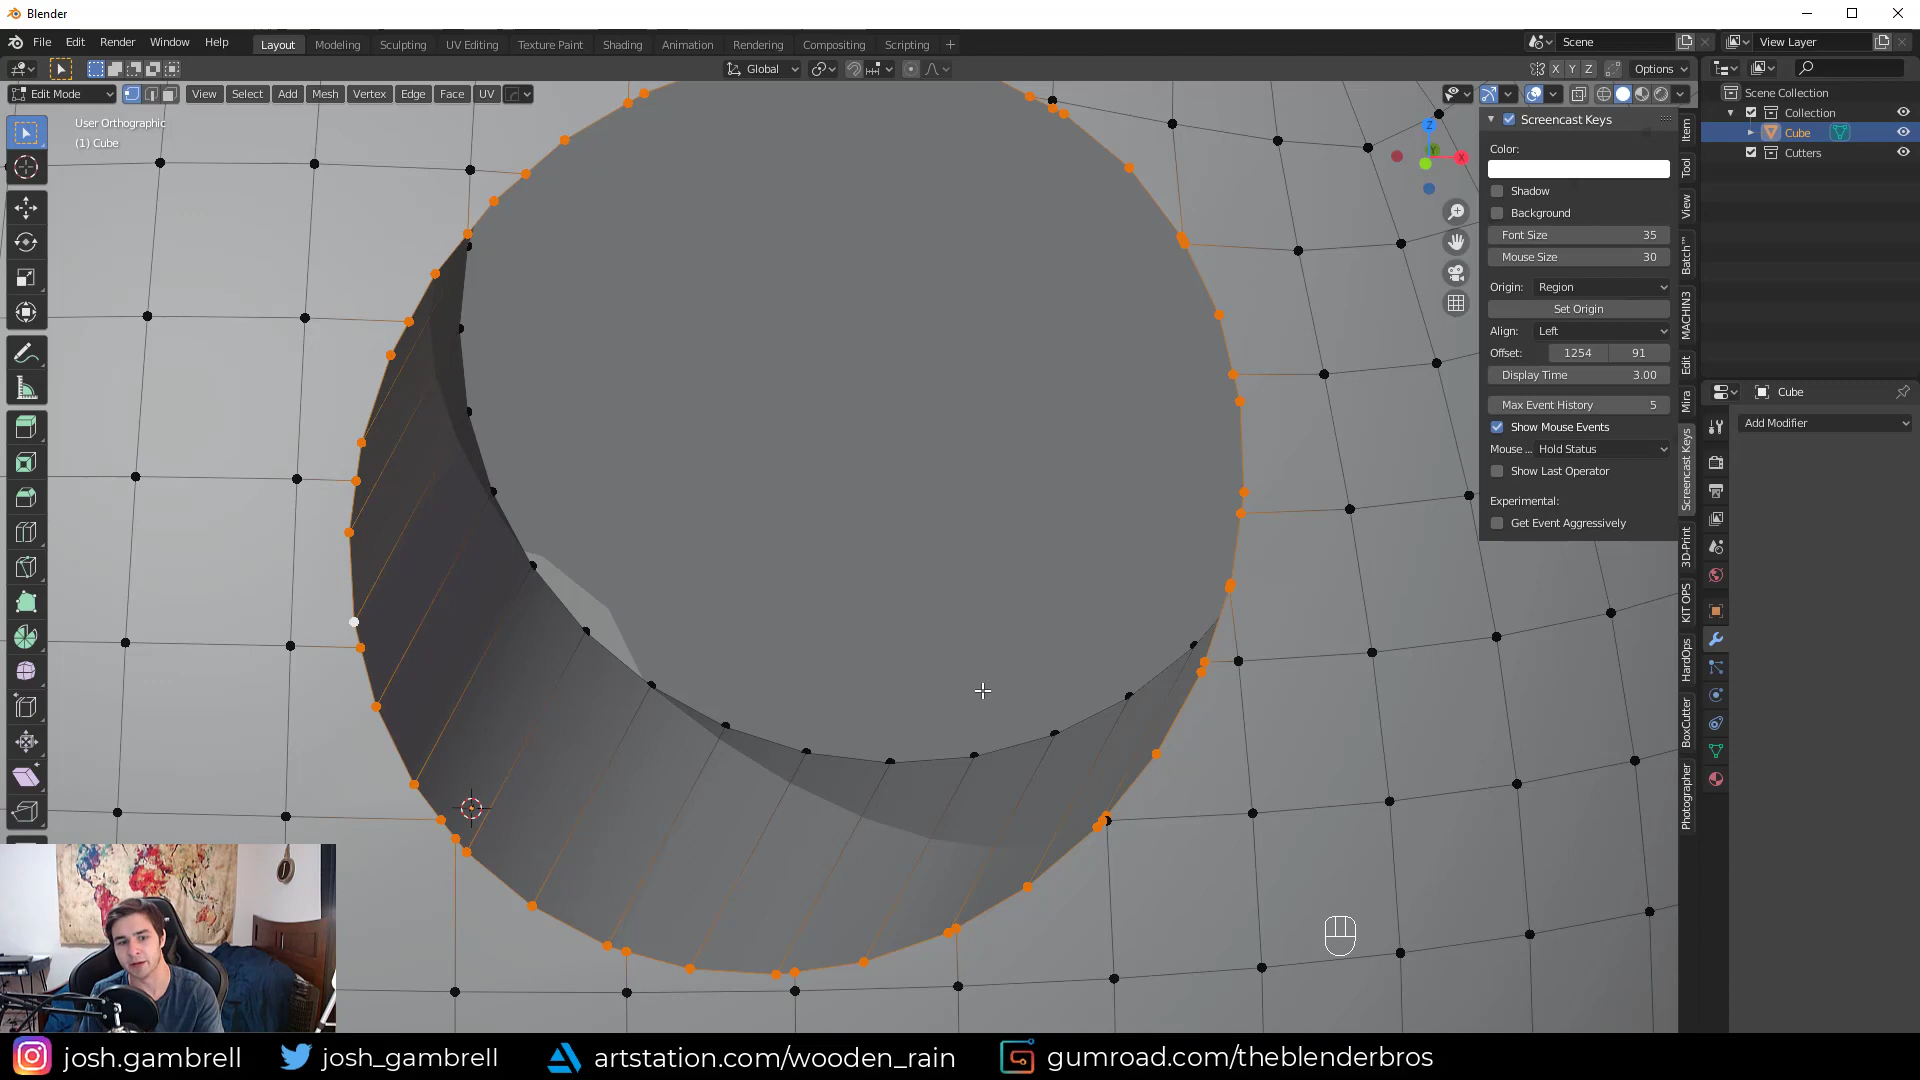 Blender
File Edit Render Window Help Layout Modeling Sculpting UV Editing Texture Paint Shading Animation Rendering Compositing Scripting + Scene View Layer
Global X Y Z Options
Edit Mode View Select Add Mesh Vertex Edge Face UV
User Orthographic
(1) Cube
Z
X
Y
Screencast Keys
Color:
Shadow
Background
Font Size 35
Mouse Size 30
Origin: Region
Set Origin
Align: Left
Offset: 1254 91
Display Time 3.00
Max Event History 5
Show Mouse Events
Mouse ... Hold Status
Show Last Operator
Experimental:
Get Event Aggressively
Item
Tool
View
Batch™
MACHIN3
Edit
Mira
Screencast Keys
3D-Print
KIT OPS
HardOps
BoxCutter
Photographer
Scene Collection
Collection
Cube
Cutters
Cube
Add Modifier
josh.gambrell josh_gambrell artstation.com/wooden_rain gumroad.com/theblenderbros